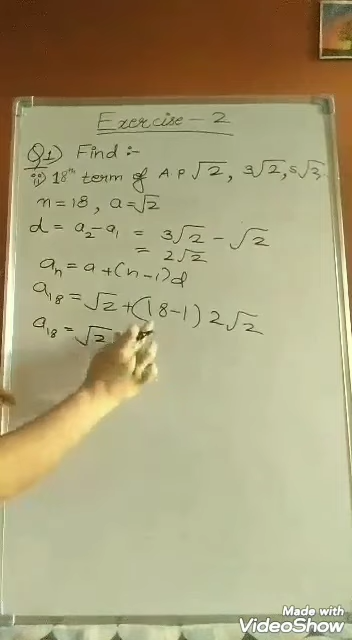 Exercise - 2
Q1) Find :-
ii) 18th term of A P √2, 3√2, 5√2,
n = 18, a = √2
d = a₂ - a₁ = 3√2 - √2
= 2√2
aₙ = a + (n - 1) d
a₁₈ = √2 + (18 - 1) 2√2
a₁₈ = √2
Made with
VideoShow